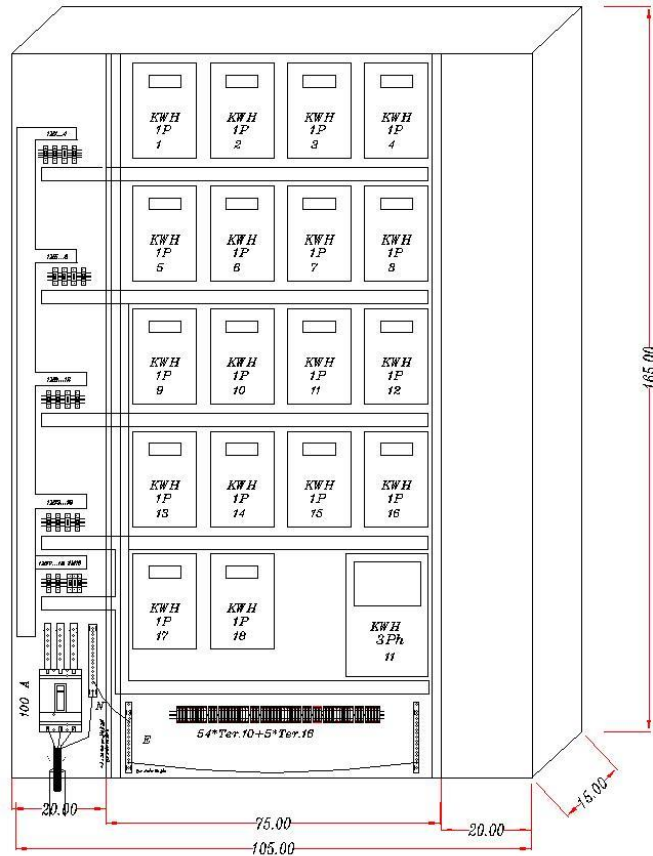 KWH
1P
1
KWH
1P
2
KWH
1P
3
KWH
1P
4
KWH
1P
5
KWH
1P
6
KWH
1P
7
KWH
1P
8
KWH
1P
9
KWH
1P
10
KWH
1P
11
KWH
1P
12
KWH
1P
13
KWH
1P
14
KWH
1P
15
KWH
1P
16
KWH
1P
17
KWH
1P
18
KWH
3Ph
11
100 A
N
E
54*Ter.10+5*Ter.16
165.00
15.00
20.00
75.00
20.00
105.00